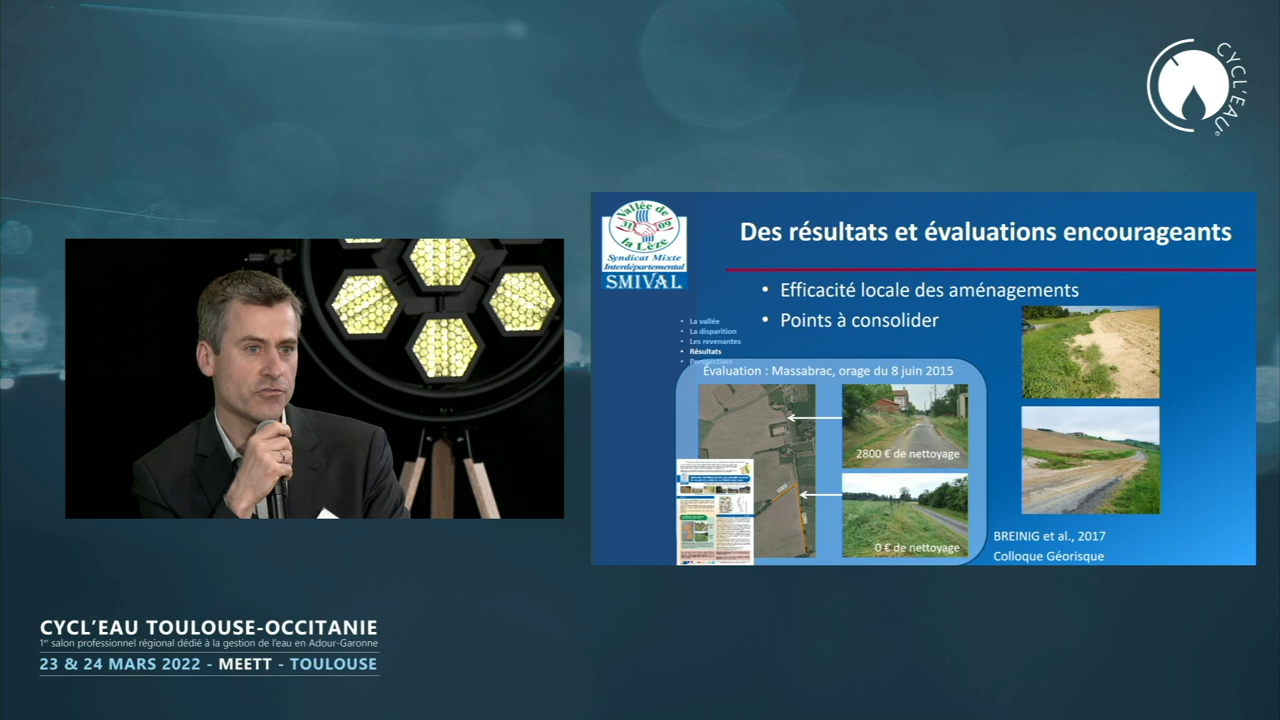 CYCL'EAU®
Vallée de
31 09
la Lèze
Syndicat Mixte
Interdépartemental
SMIVAL
Des résultats et évaluations encourageants
• Efficacité locale des aménagements
• Points à consolider
• La vallée
• La disparition
• Les revenantes
• Résultats
• Perspectives
Évaluation : Massabrac, orage du 8 juin 2015
2800 € de nettoyage
0 € de nettoyage
BREINIG et al., 2017
Colloque Géorisque
CYCL'EAU TOULOUSE-OCCITANIE
1er salon professionnel régional dédié à la gestion de l'eau en Adour-Garonne
23 & 24 MARS 2022 - MEETT - TOULOUSE